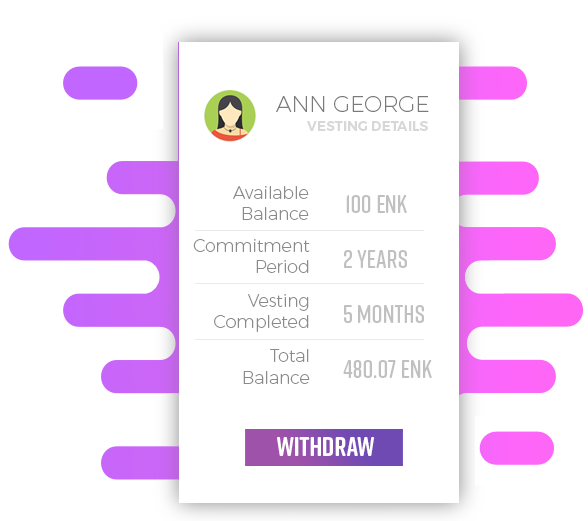 ANN GEORGE
VESTING DETAILS
Available
Balance
100 ENK
Commitment
Period
2 YEARS
Vesting
Completed
5 MONTHS
Total
Balance
480.07 ENK
WITHDRAW